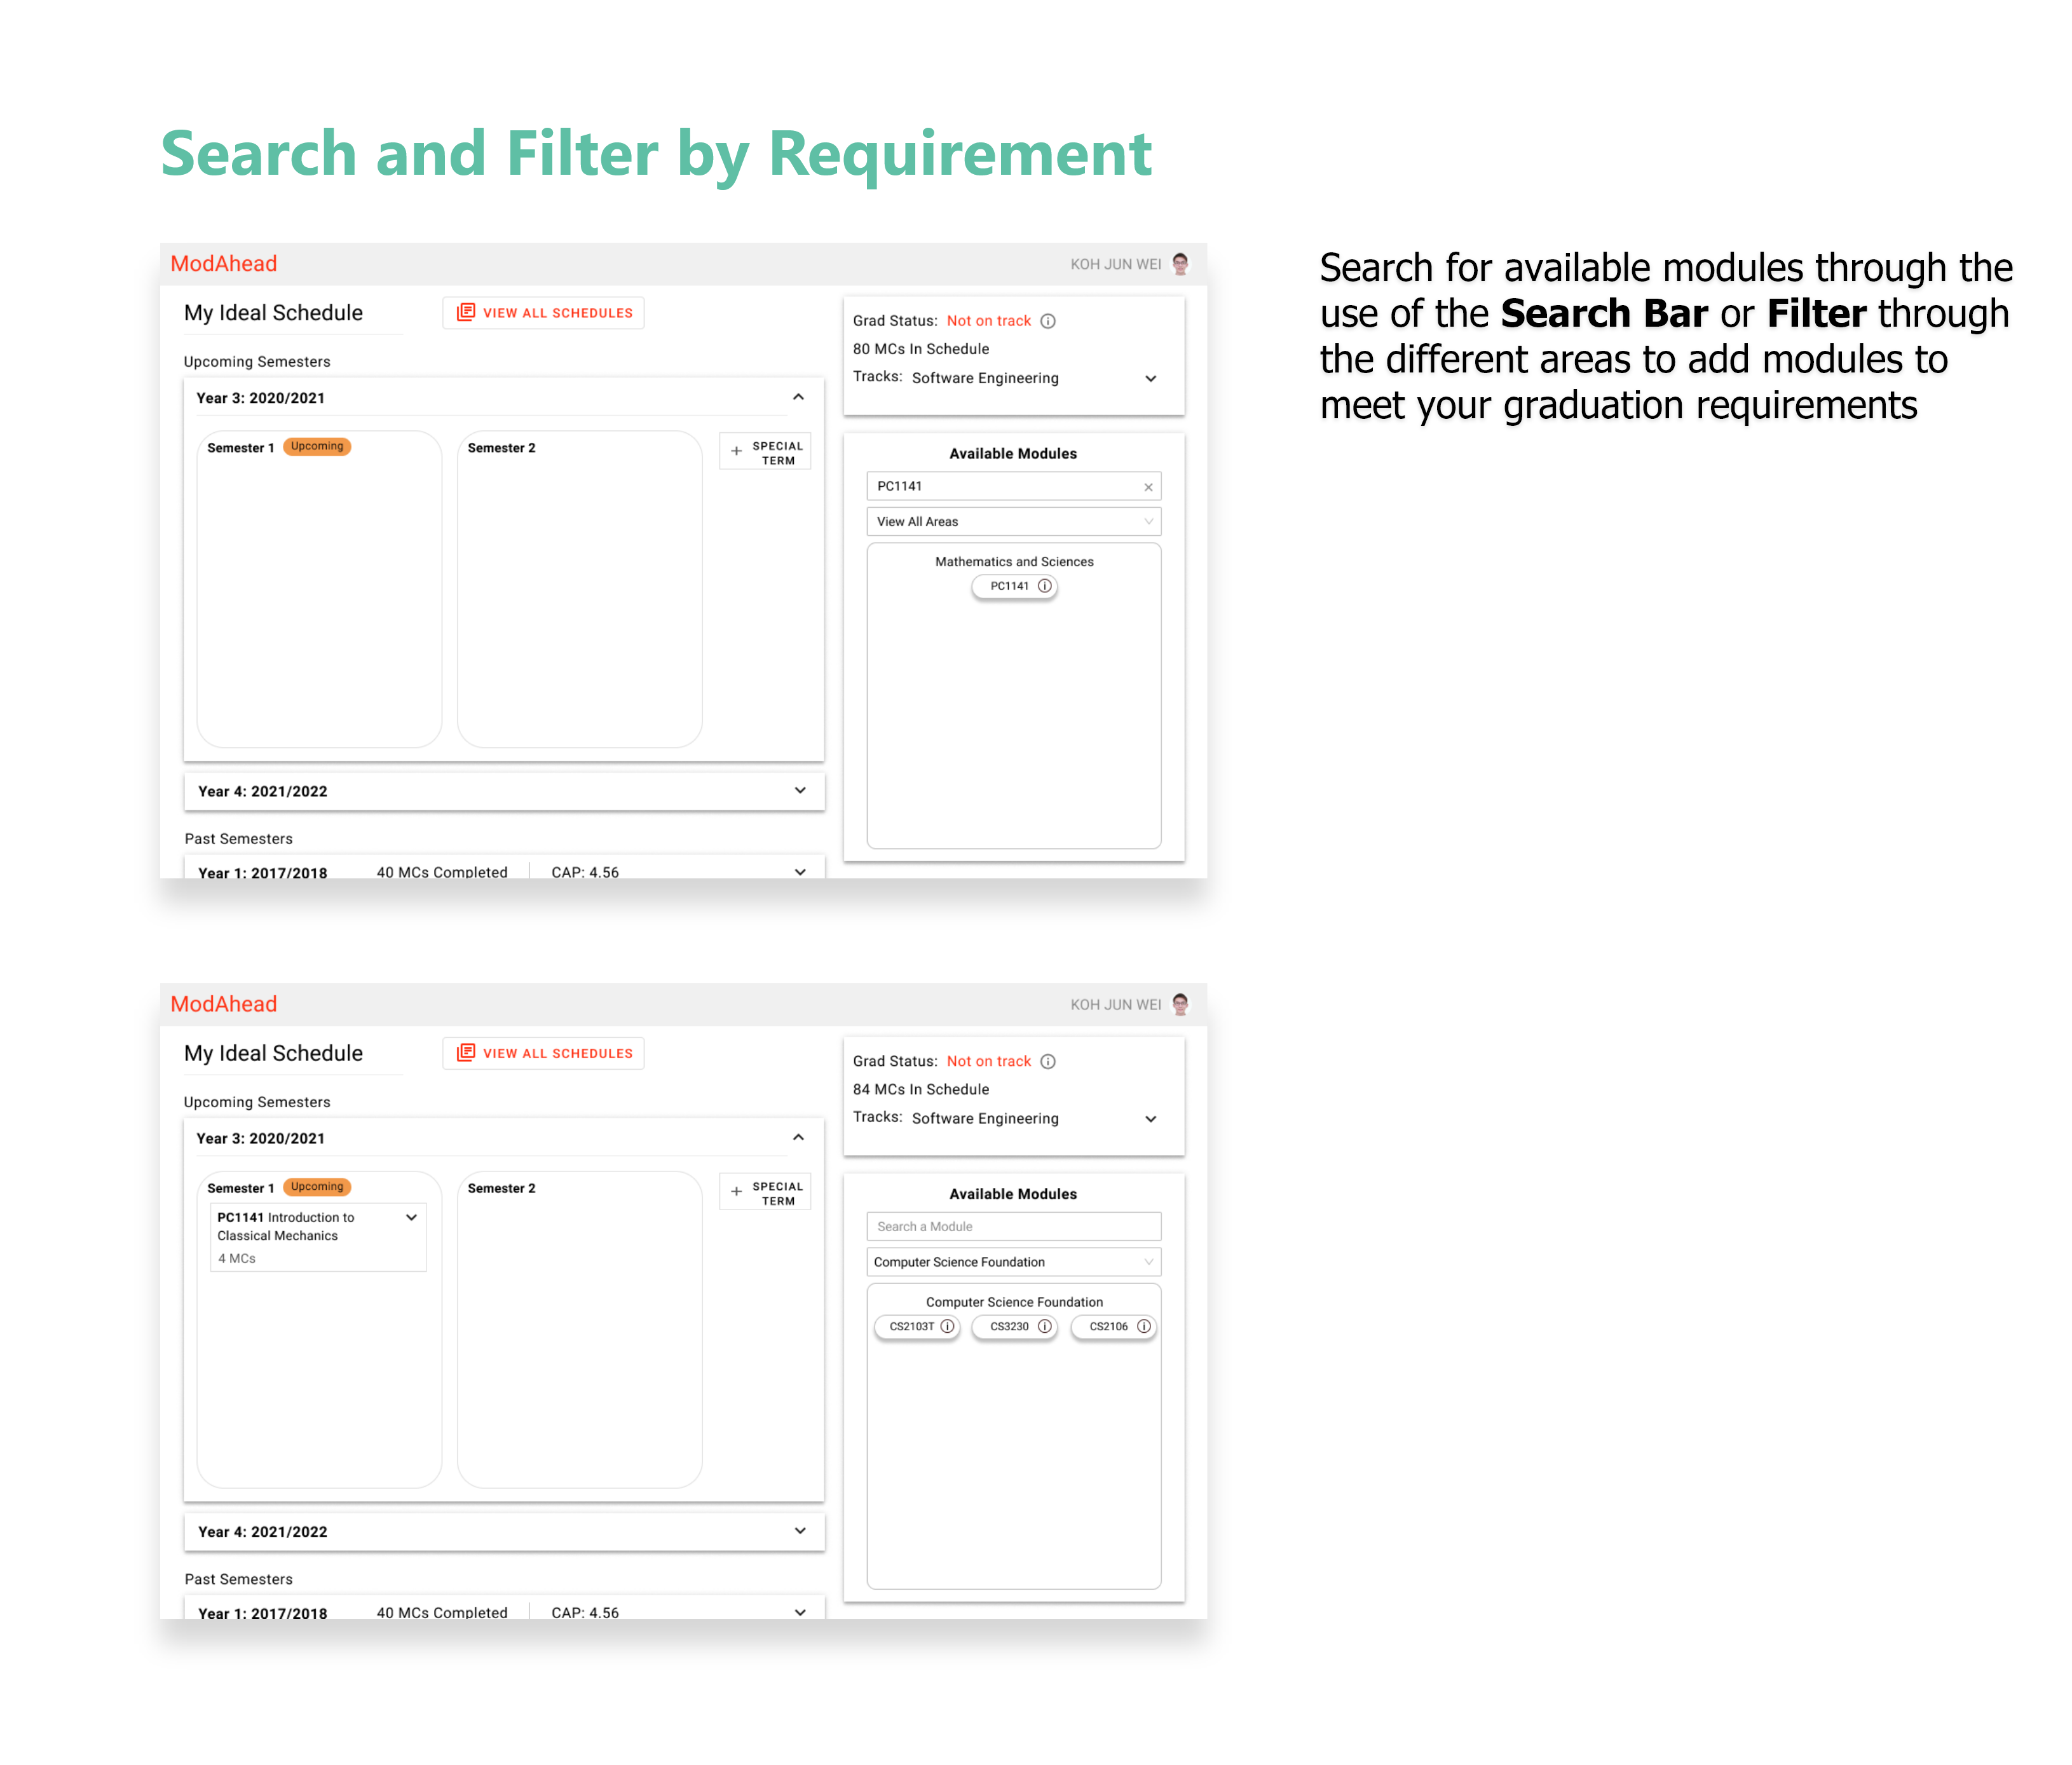 Search and Filter by Requirement
ModAhead
KOH JUN WEI
My Ideal Schedule
VIEW ALL SCHEDULES
Upcoming Semesters
Year 3: 2020/2021
Semester 1 Upcoming
Semester 2
SPECIAL
TERM
Year 4: 2021/2022
Past Semesters
Year 1: 2017/2018 40 MCs Completed CAP: 4.56
Grad Status: Not on track
80 MCs In Schedule
Tracks: Software Engineering
Available Modules
PC1141
View All Areas
Mathematics and Sciences
PC1141
Search for available modules through the
use of the Search Bar or Filter through
the different areas to add modules to
meet your graduation requirements
ModAhead
KOH JUN WEI
My Ideal Schedule
VIEW ALL SCHEDULES
Upcoming Semesters
Year 3: 2020/2021
Semester 1 Upcoming
PC1141 Introduction to
Classical Mechanics
4 MCs
Semester 2
SPECIAL
TERM
Year 4: 2021/2022
Past Semesters
Year 1: 2017/2018 40 MCs Completed CAP: 4.56
Grad Status: Not on track
84 MCs In Schedule
Tracks: Software Engineering
Available Modules
Search a Module
Computer Science Foundation
Computer Science Foundation
CS2103T CS3230 CS2106